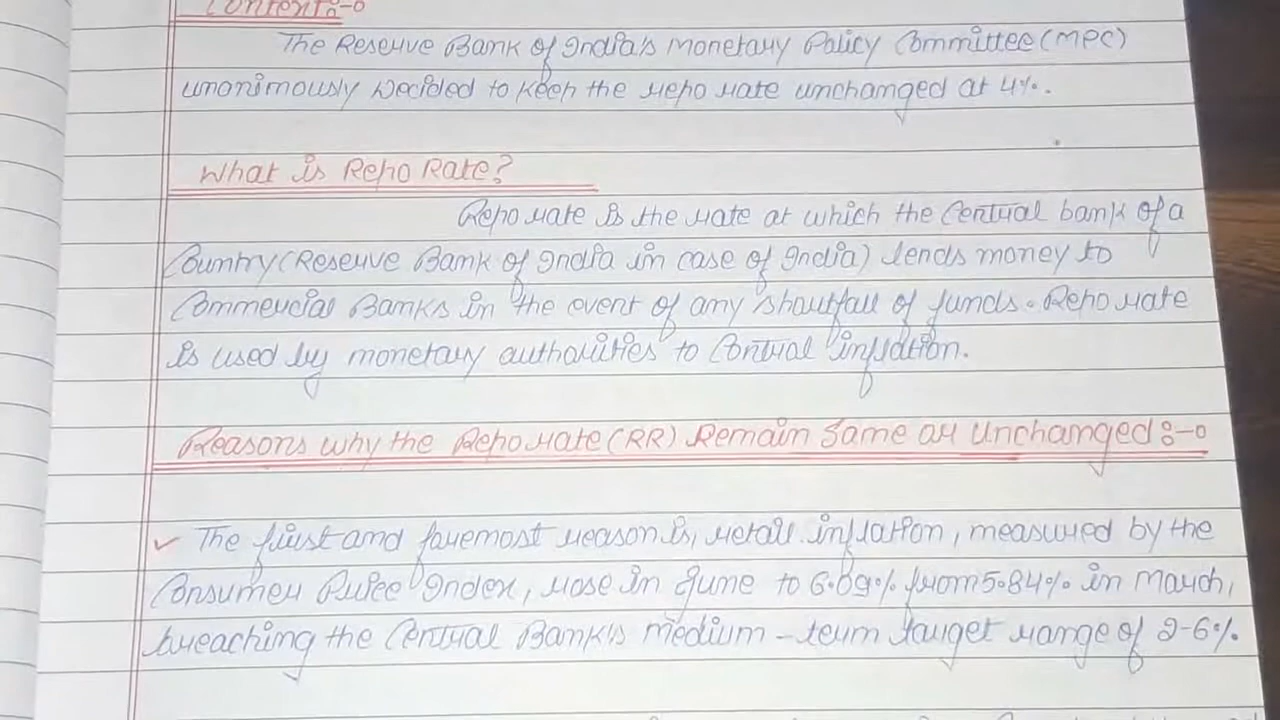 Context:-
The Reserve Bank of India's Monetary Policy Committee (MPC)
unanimously Decided to keep the repo rate unchanged at 4%.
What is Repo Rate?
Repo rate is the rate at which the Central bank of a
Country (Reserve Bank of India in case of India) lends money to
Commercial Banks in the event of any shortfall of funds. Repo rate
is used by monetary authorities to Control inflation.
Reasons why the Repo rate (RR) Remain Same or Unchanged:-
✓ The first and foremost reason is, retail inflation, measured by the
Consumer Price Index, rose in June to 6.09% from 5.84% in March,
breaching the Central Bank's medium-term target range of 2-6%